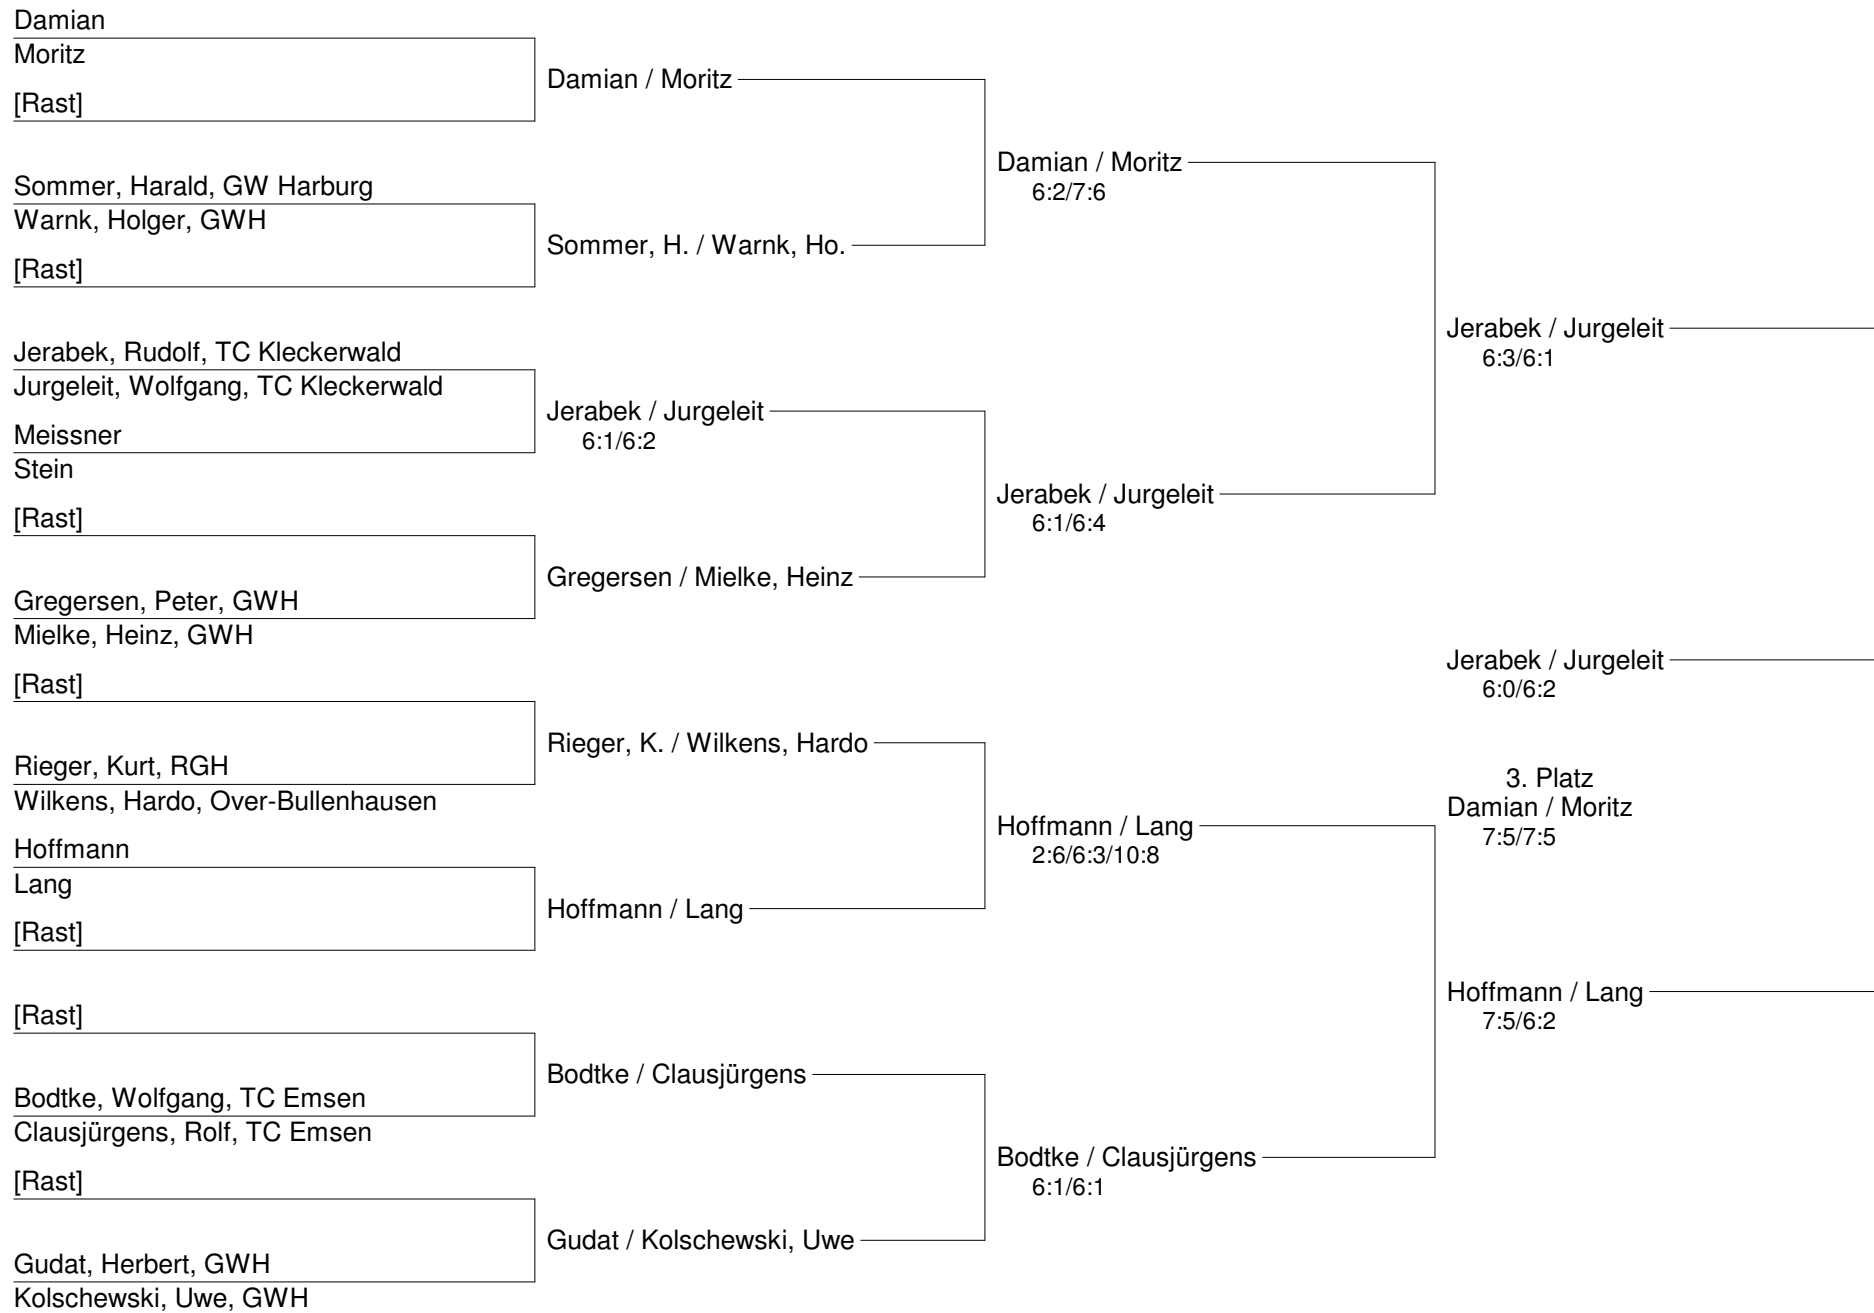 Damian
Moritz
[Rast]
Sommer, Harald, GW Harburg
Warnk, Holger, GWH
[Rast]
Jerabek, Rudolf, TC Kleckerwald
Jurgeleit, Wolfgang, TC Kleckerwald
Meissner
Stein
[Rast]
Gregersen, Peter, GWH
Mielke, Heinz, GWH
[Rast]
Rieger, Kurt, RGH
Wilkens, Hardo, Over-Bullenhausen
Hoffmann
Lang
[Rast]
[Rast]
Bodtke, Wolfgang, TC Emsen
Clausjürgens, Rolf, TC Emsen
[Rast]
Gudat, Herbert, GWH
Kolschewski, Uwe, GWH
Damian / Moritz
Sommer, H. / Warnk, Ho.
Jerabek / Jurgeleit
6:1/6:2
Gregersen / Mielke, Heinz
Rieger, K. / Wilkens, Hardo
Hoffmann / Lang
Bodtke / Clausjürgens
Gudat / Kolschewski, Uwe
Damian / Moritz
6:2/7:6
Jerabek / Jurgeleit
6:1/6:4
Hoffmann / Lang
2:6/6:3/10:8
Bodtke / Clausjürgens
6:1/6:1
Jerabek / Jurgeleit
6:3/6:1
Jerabek / Jurgeleit
6:0/6:2
3. Platz
Damian / Moritz
7:5/7:5
Hoffmann / Lang
7:5/6:2